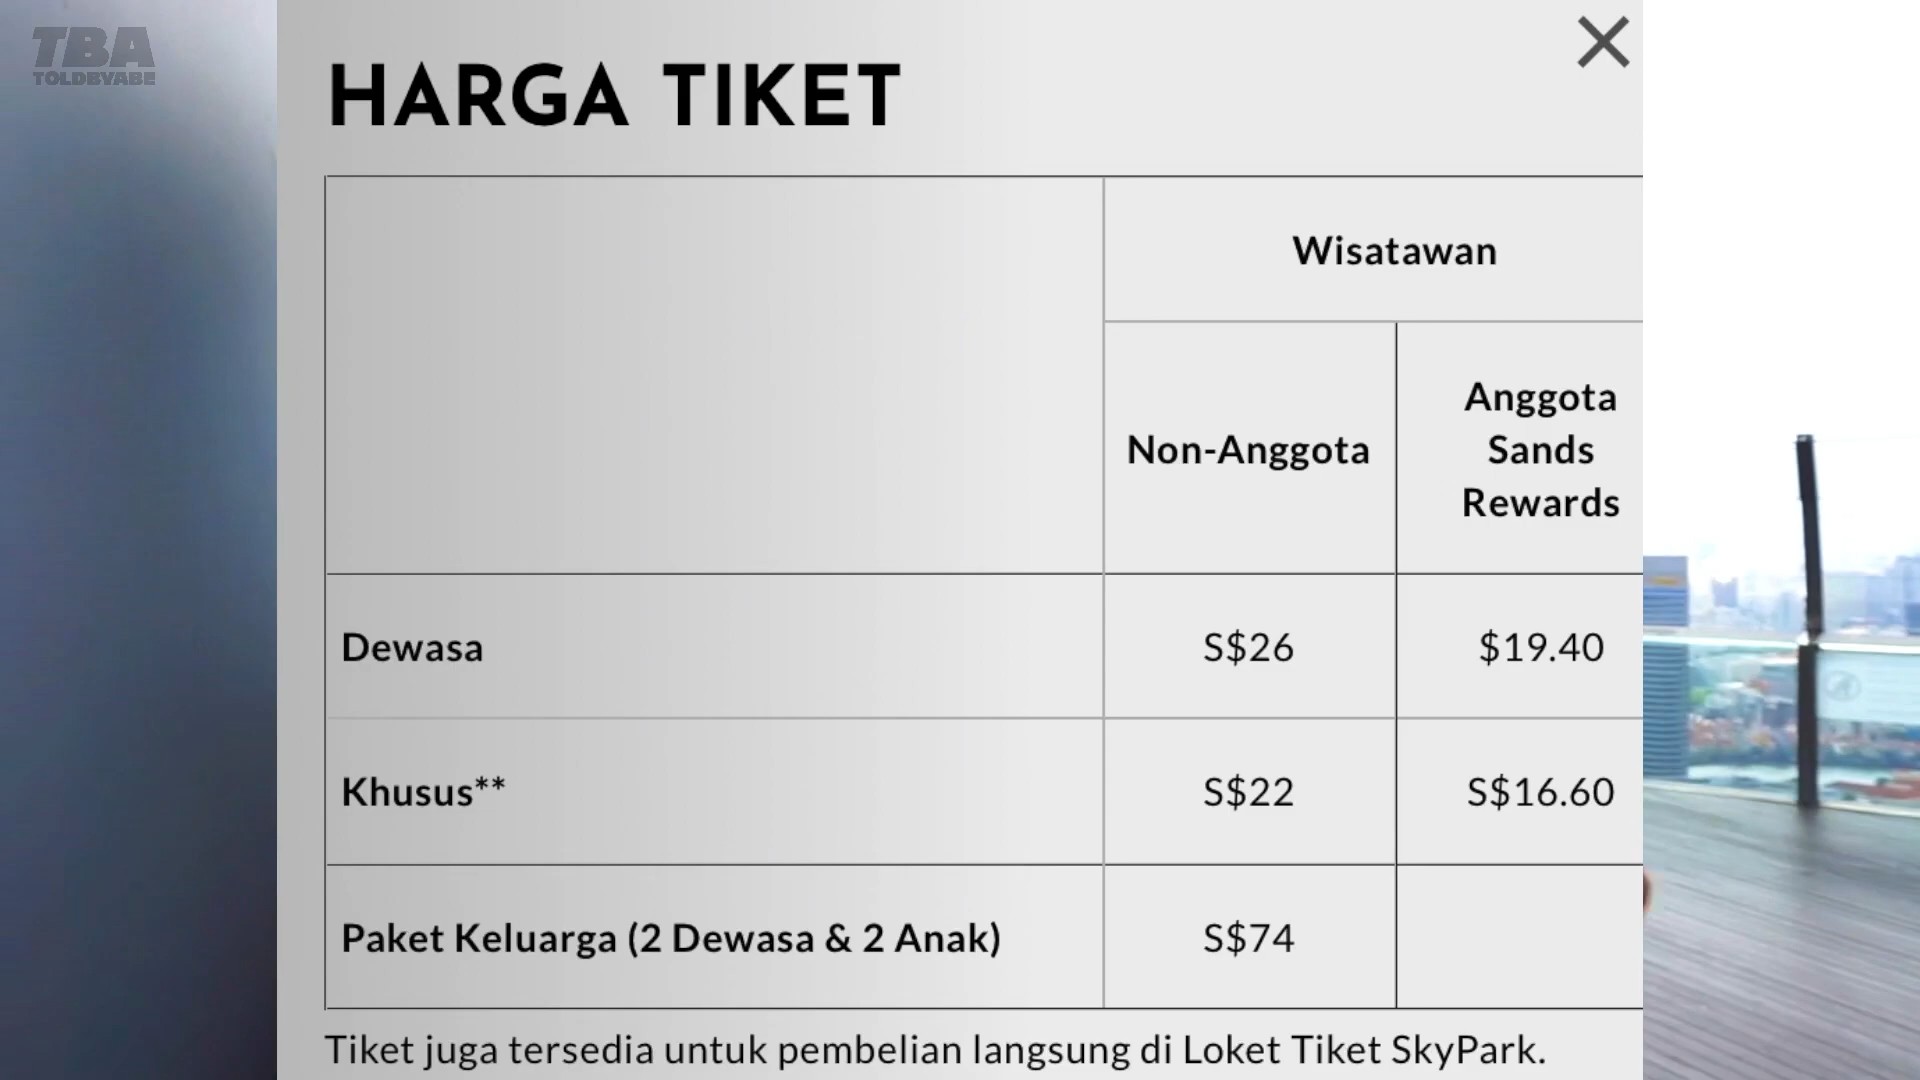 TBA
TOLDBYABE
HARGA TIKET
Wisatawan
Non-Anggota
Anggota
Sands
Rewards
Dewasa S$26 $19.40
Khusus** S$22 S$16.60
Paket Keluarga (2 Dewasa & 2 Anak) S$74
Tiket juga tersedia untuk pembelian langsung di Loket Tiket SkyPark.